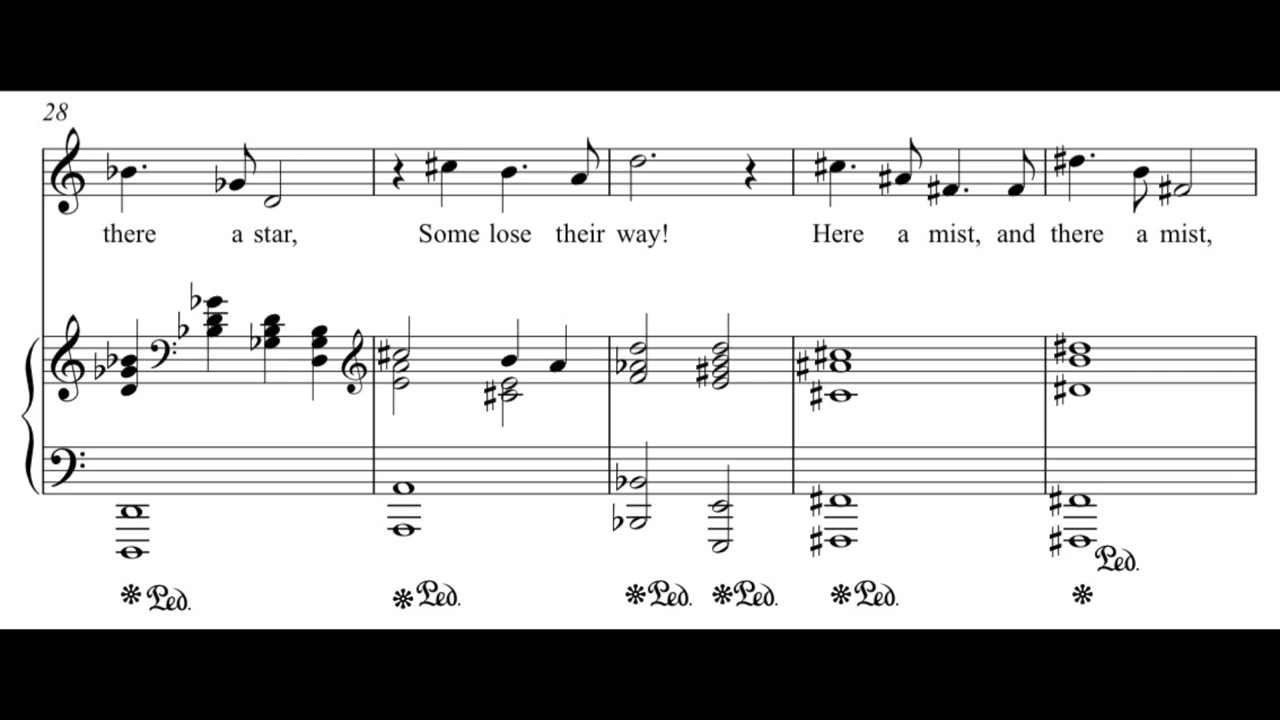 28
there a star, Some lose their way! Here a mist, and there a mist,
Ped. Ped. Ped. Ped. Ped. Ped.